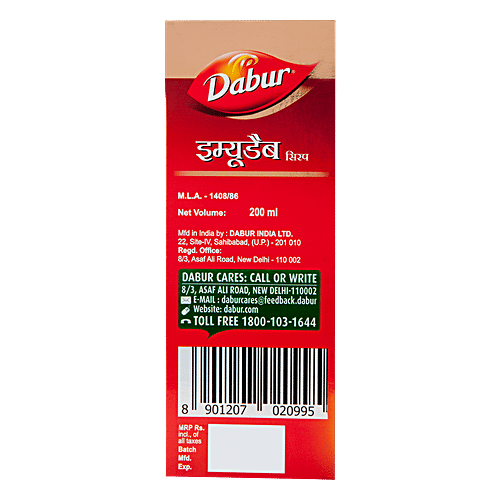 Dabur
इम्यूडैब सिरप
M.L.A. - 1408/86
Net Volume: 200 ml
Mfd in India by : DABUR INDIA LTD.
22, Site-IV, Sahibabad, (U.P.) - 201 010
Regd. Office:
8/3, Asaf Ali Road, New Delhi - 110 002
DABUR CARES: CALL OR WRITE
8/3, ASAF ALI ROAD, NEW DELHI-110002
E-MAIL : daburcares@feedback.dabur
Website: dabur.com
TOLL FREE 1800-103-1644
8 901207 020995
MRP Rs.
incl., of
all taxes
Batch
Mfd.
Exp.